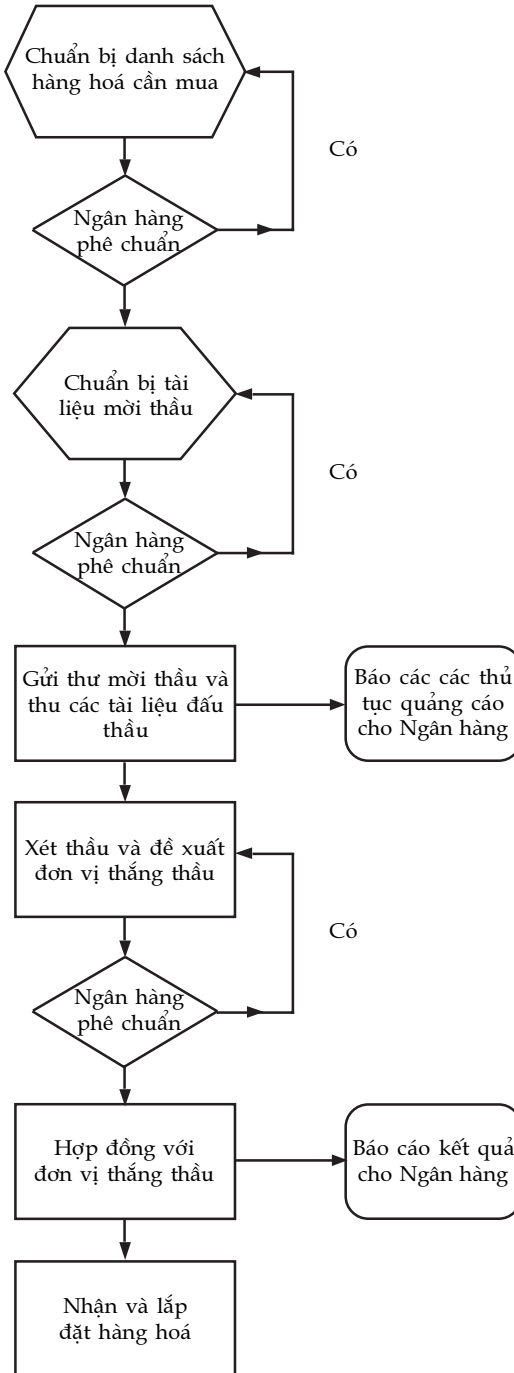 Chuẩn bị danh sách
hàng hoá cần mua
Có
Ngân hàng
phê chuẩn
Chuẩn bị tài
liệu mời thầu
Có
Ngân hàng
phê chuẩn
Gửi thư mời thầu và
thu các tài liệu đấu
thầu
Báo các các thủ
tục quảng cáo
cho Ngân hàng
Xét thầu và đề xuất
đơn vị thắng thầu
Có
Ngân hàng
phê chuẩn
Hợp đồng với
đơn vị thắng thầu
Báo cáo kết quả
cho Ngân hàng
Nhận và lắp
đặt hàng hoá